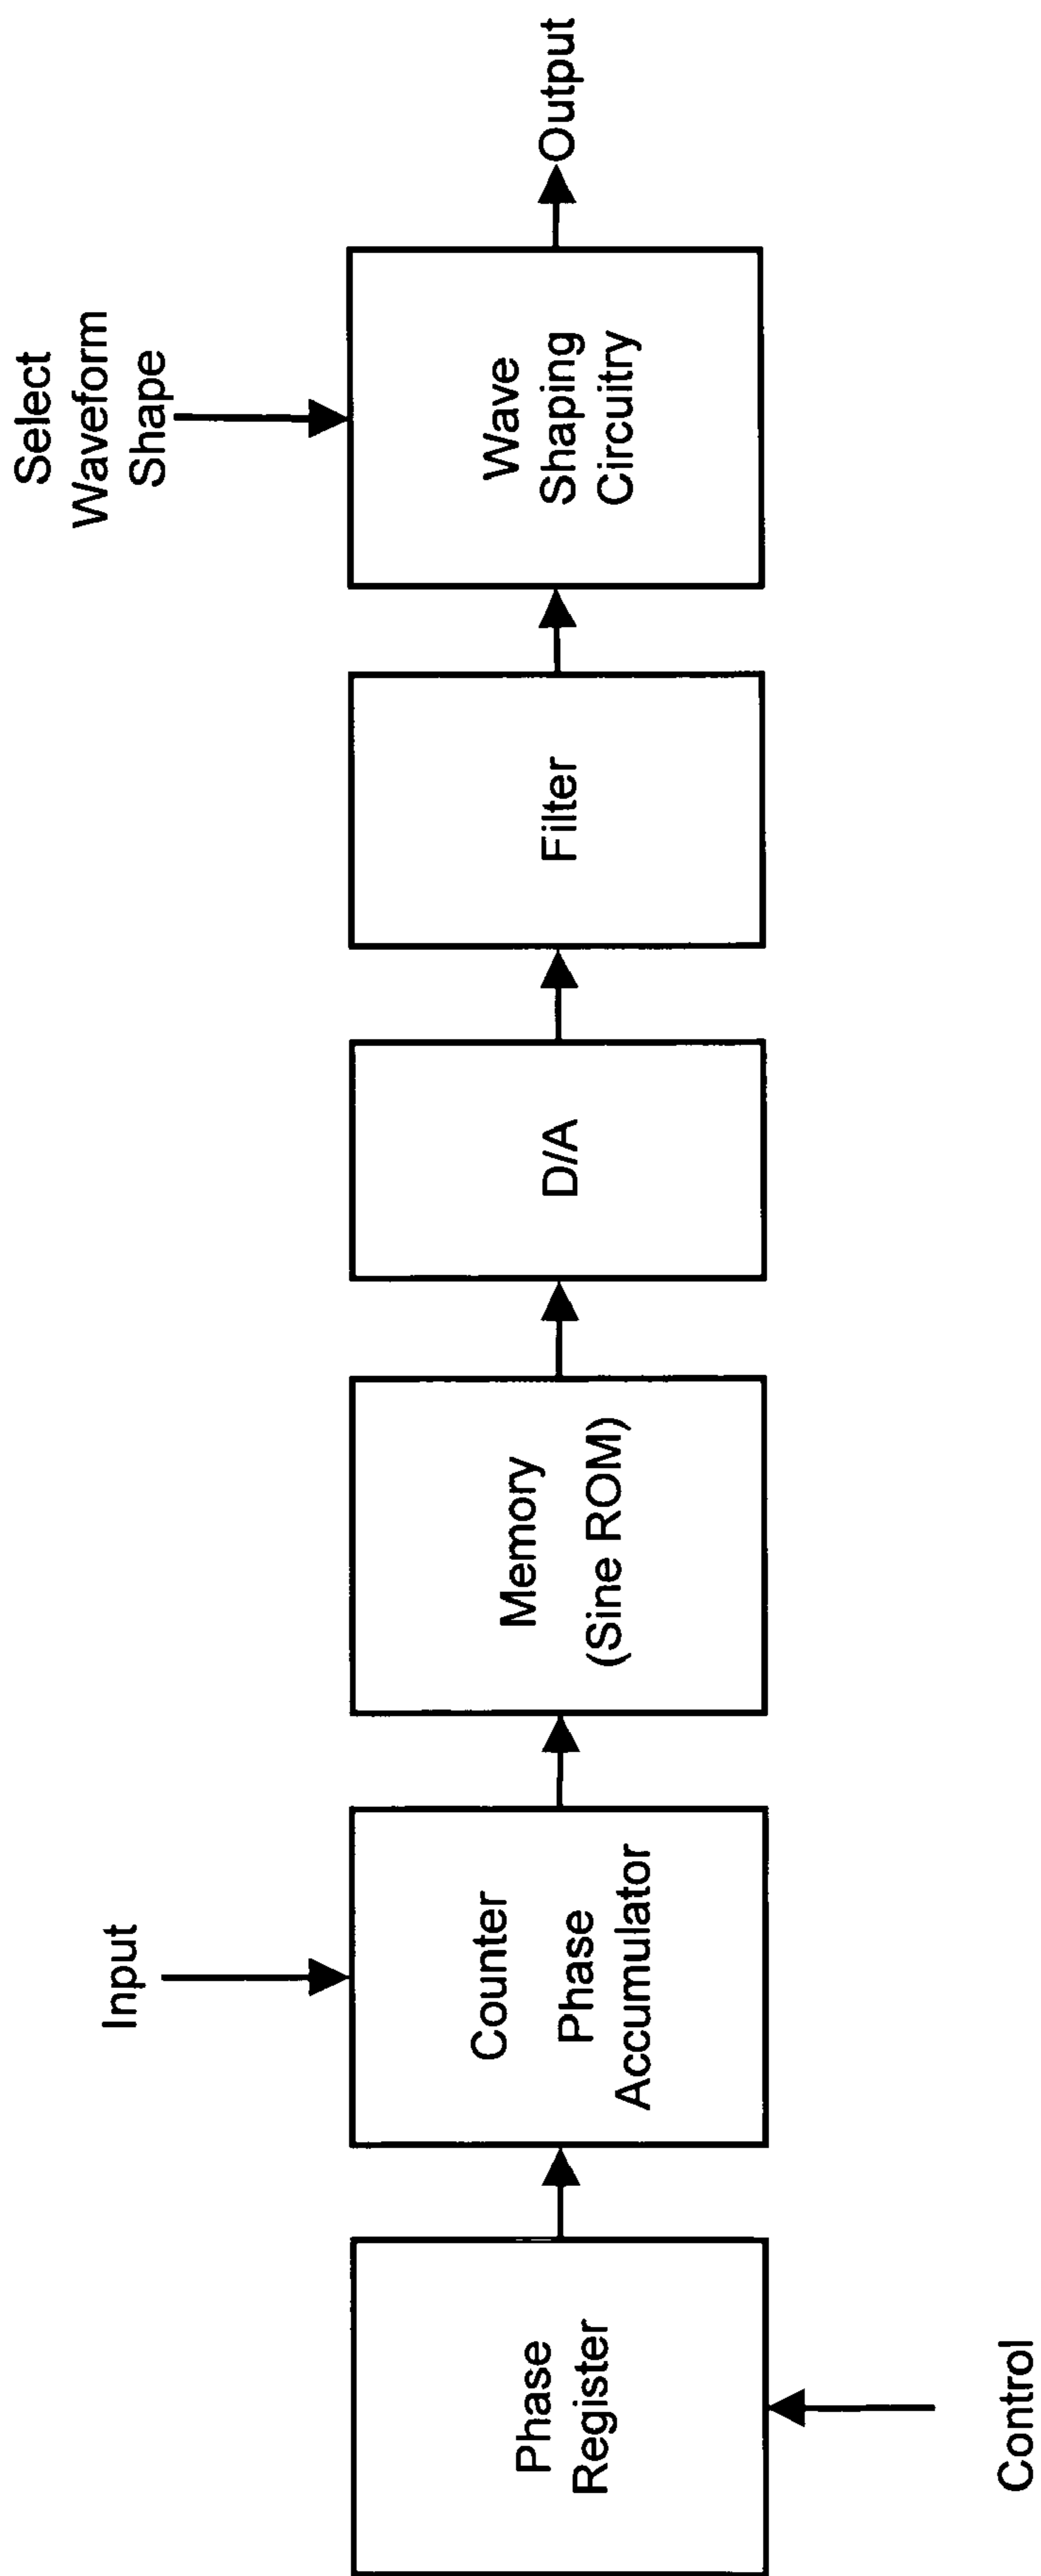 Control
Phase
Register
Input
Counter
Phase
Accumulator
Memory
(Sine ROM)
D/A
Filter
Select
Waveform
Shape
Wave
Shaping
Circuitry
Output